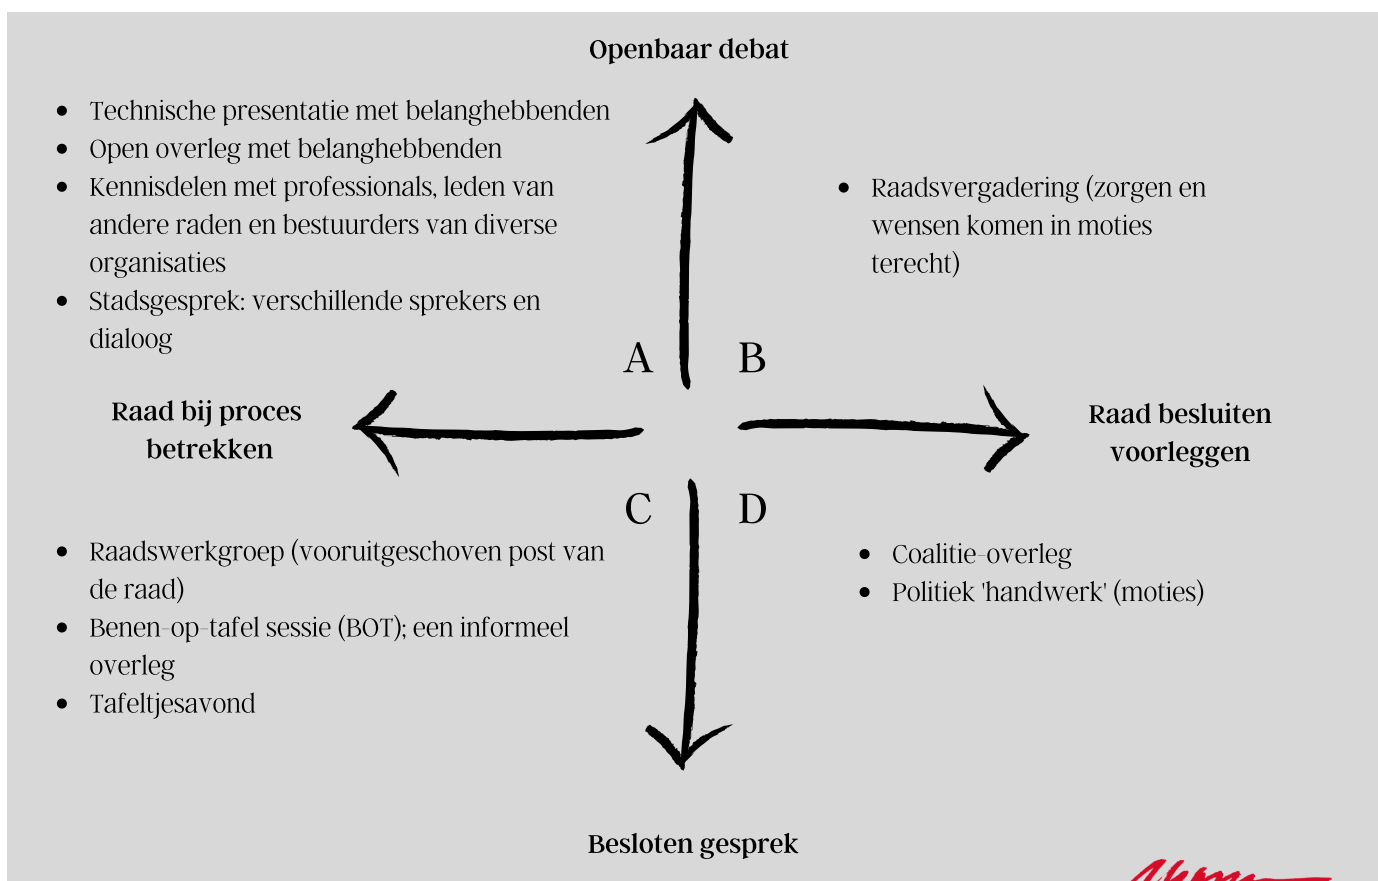 Openbaar debat
• Technische presentatie met belanghebbenden
• Open overleg met belanghebbenden
• Kennisdelen met professionals, leden van
andere raden en bestuurders van diverse
organisaties
• Stadsgesprek: verschillende sprekers en
dialoog
• Raadsvergadering (zorgen en
wensen komen in moties
terecht)
A
B
Raad bij proces
betrekken
Raad besluiten
voorleggen
C
D
• Raadswerkgroep (vooruitgeschoven post van
de raad)
• Benen-op-tafel sessie (BOT); een informeel
overleg
• Tafeltjesavond
• Coalitie-overleg
• Politiek 'handwerk' (moties)
Besloten gesprek